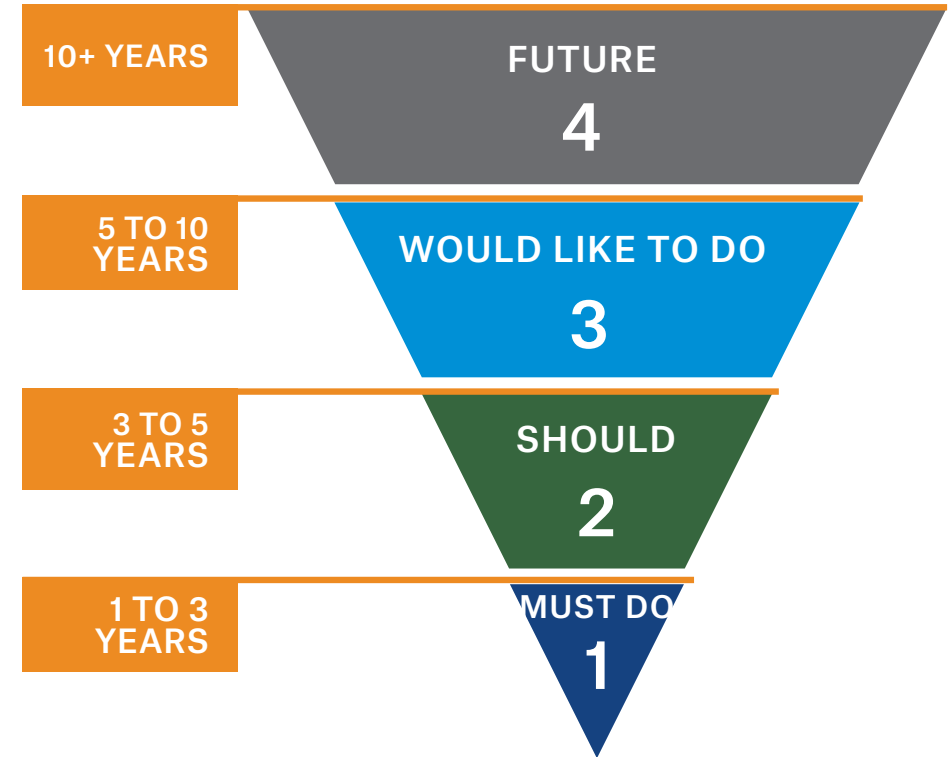 10+ YEARS
FUTURE
4
5 TO 10
YEARS
WOULD LIKE TO DO
3
3 TO 5
YEARS
SHOULD
2
1 TO 3
YEARS
MUST DO
1